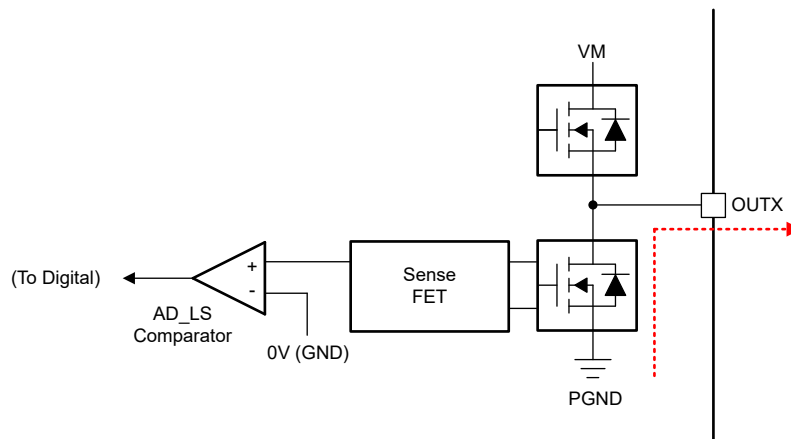 VM
OUTX
+
-
(To Digital)
AD_LS
Comparator
0V (GND)
Sense
FET
PGND